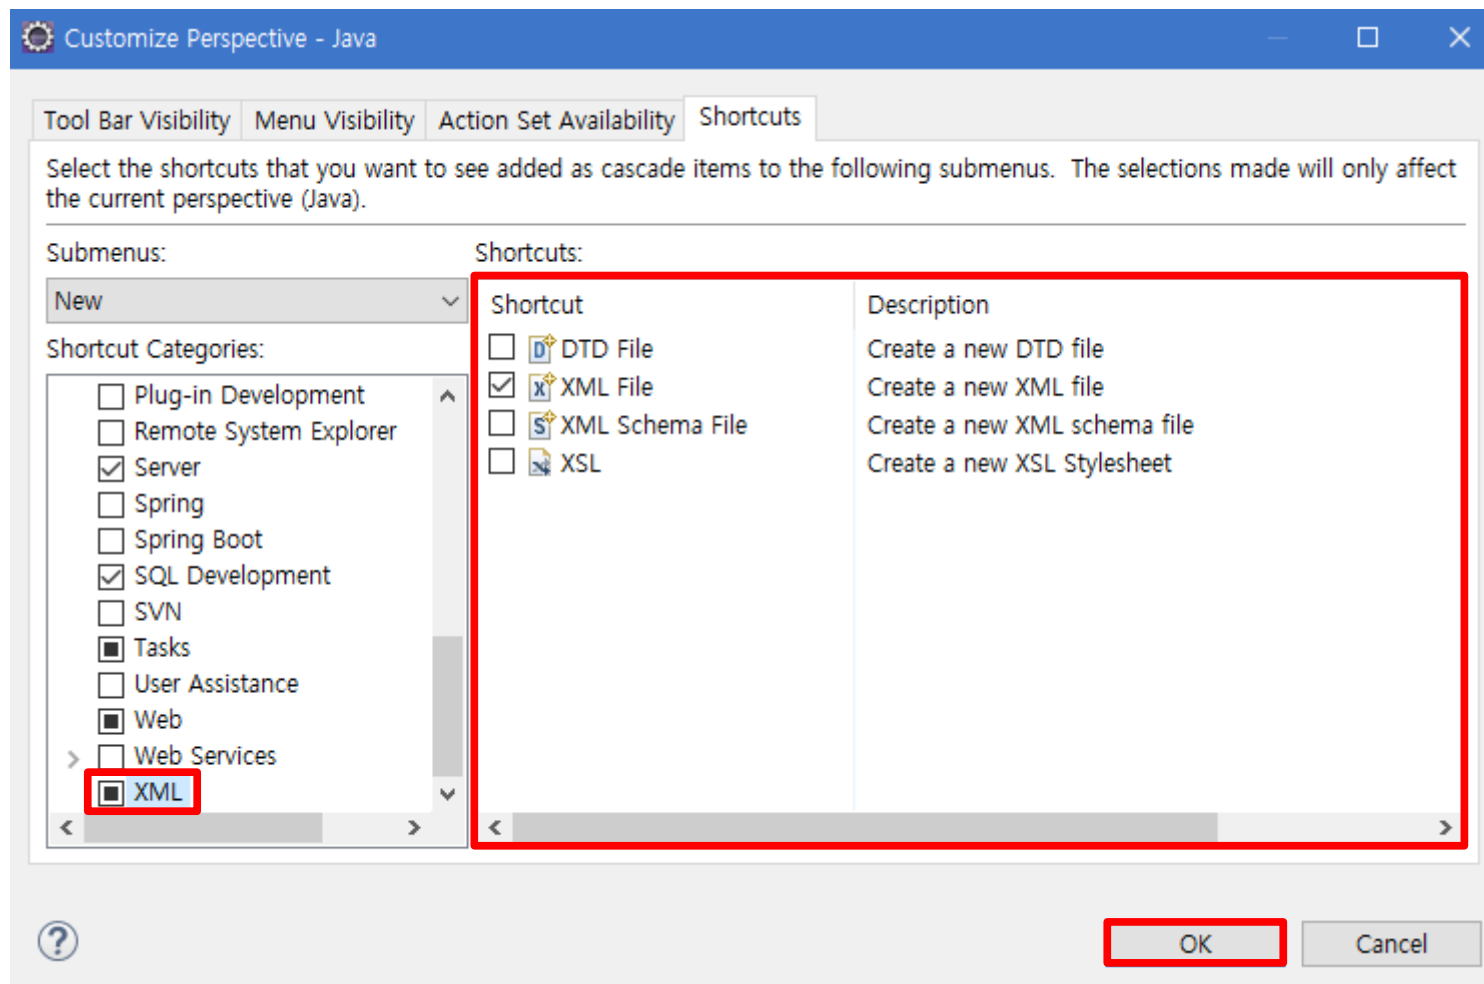 Customize Perspective - Java
Tool Bar Visibility Menu Visibility Action Set Availability Shortcuts
Select the shortcuts that you want to see added as cascade items to the following submenus. The selections made will only affect
the current perspective (Java).
Submenus:
New
Shortcut Categories:
Plug-in Development
Remote System Explorer
Server
Spring
Spring Boot
SQL Development
SVN
Tasks
User Assistance
Web
Web Services
XML
Shortcuts:
Shortcut Description
DTD File Create a new DTD file
XML File Create a new XML file
XML Schema File Create a new XML schema file
XSL Create a new XSL Stylesheet
OK Cancel